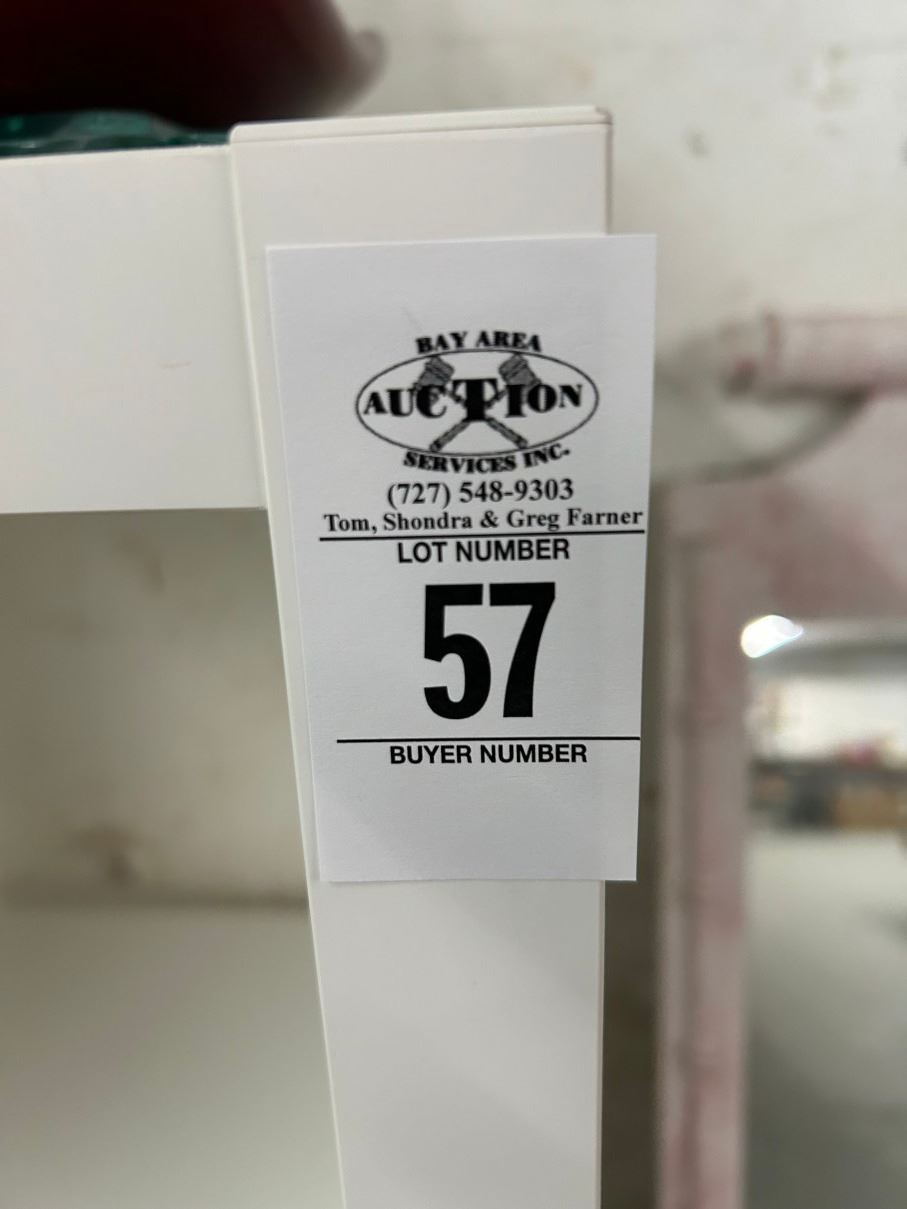 BAY AREA
AUCTION
SERVICES INC.
(727) 548-9303
Tom, Shondra & Greg Farner
LOT NUMBER
57
BUYER NUMBER